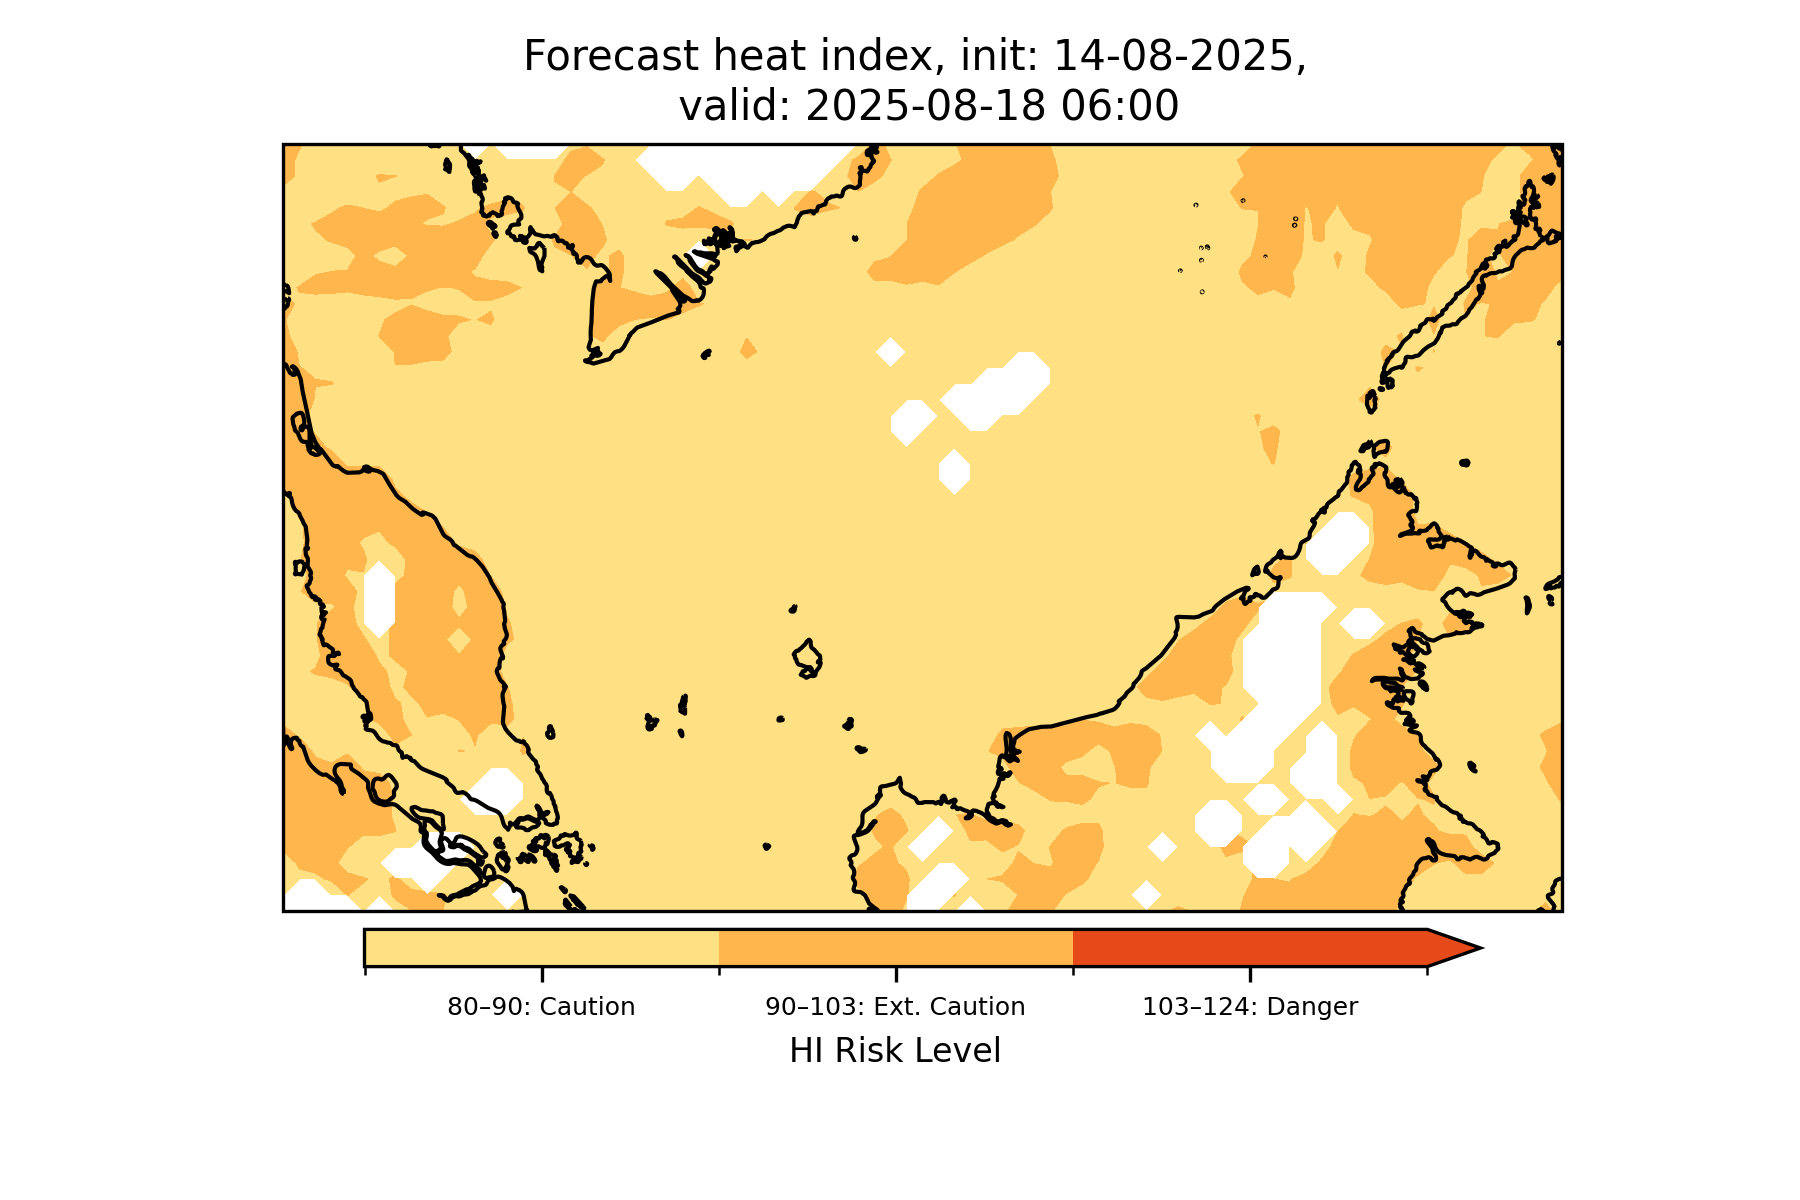 Forecast heat index, init: 14-08-2025,
valid: 2025-08-18 06:00
80–90: Caution
90–103: Ext. Caution
103–124: Danger
HI Risk Level